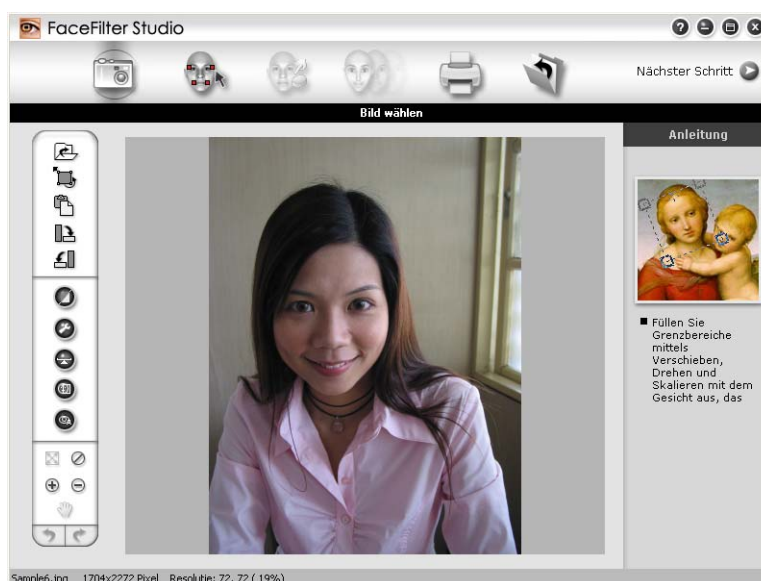 FaceFilter Studio
Nächster Schritt
Bild wählen
Anleitung
Füllen Sie
Grenzbereiche
mittels
Verschieben,
Drehen und
Skalieren mit dem
Gesicht aus, das
Sample6.jpg 1704x2272 Pixel Resolutie: 72, 72 ( 19%)